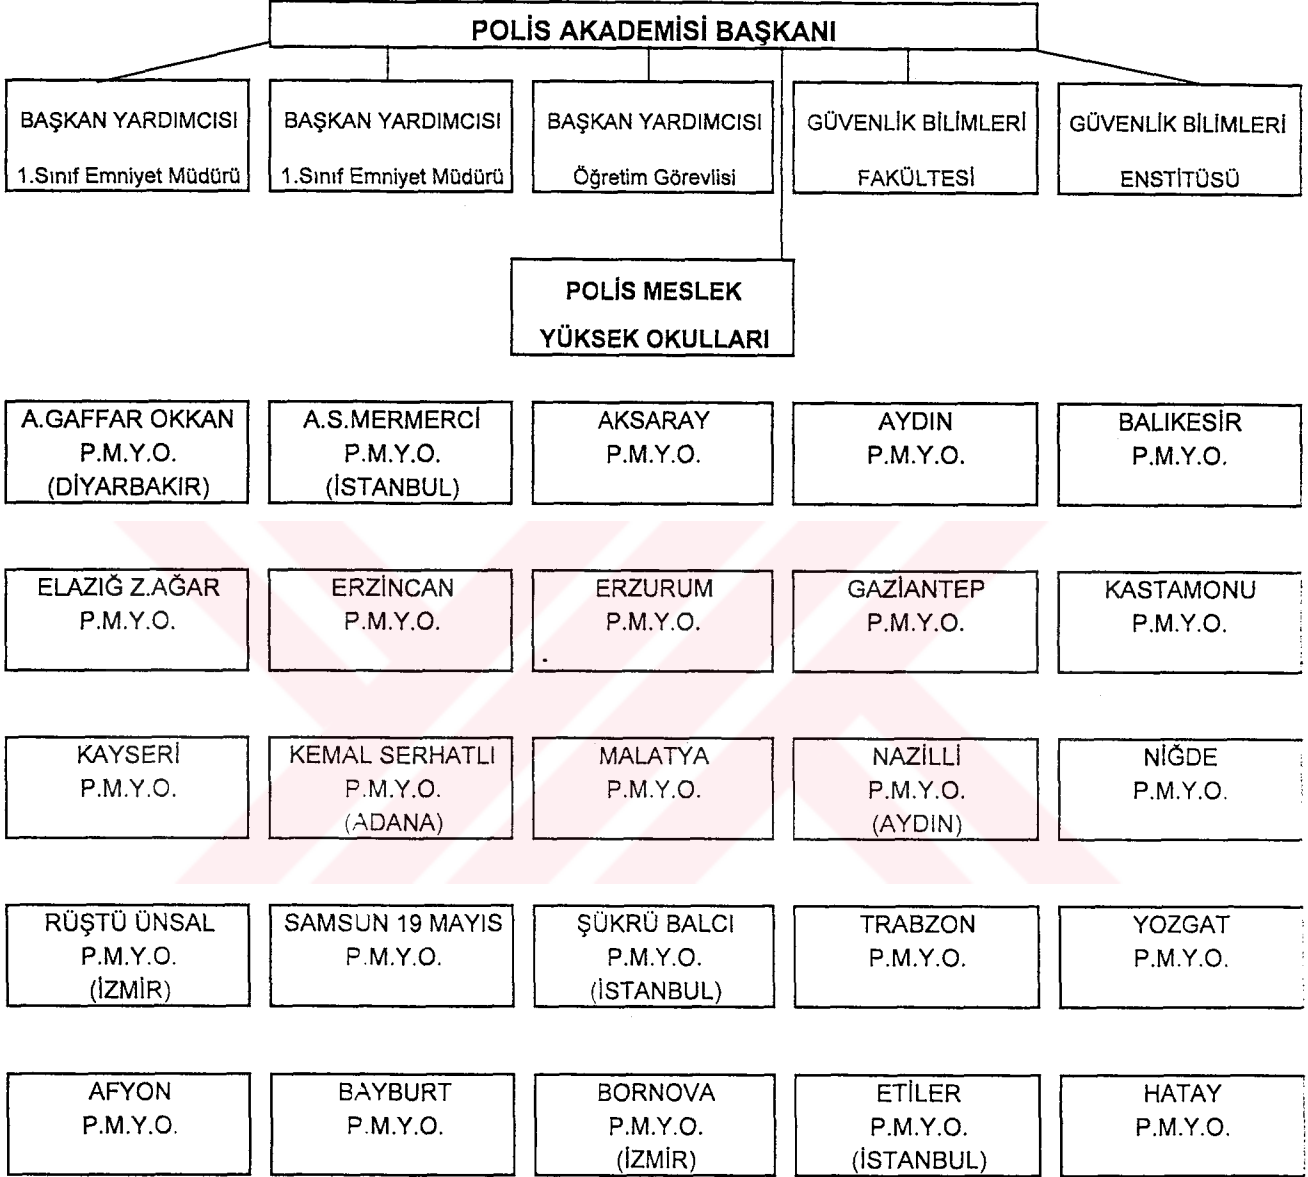 POLİS AKADEMİSİ BAŞKANI
BAŞKAN YARDIMCISI
1.Sınıf Emniyet Müdürü
BAŞKAN YARDIMCISI
1.Sınıf Emniyet Müdürü
BAŞKAN YARDIMCISI
Öğretim Görevlisi
GÜVENLİK BİLİMLERİ
FAKÜLTESİ
GÜVENLİK BİLİMLERİ
ENSTİTÜSÜ
POLİS MESLEK
YÜKSEK OKULLARI
A.GAFFAR OKKAN
P.M.Y.O.
(DİYARBAKIR)
A.S.MERMERCİ
P.M.Y.O.
(İSTANBUL)
AKSARAY
P.M.Y.O.
AYDIN
P.M.Y.O.
BALIKESİR
P.M.Y.O.
ELAZIĞ Z.AĞAR
P.M.Y.O.
ERZİNCAN
P.M.Y.O.
ERZURUM
P.M.Y.O.
GAZİANTEP
P.M.Y.O.
KASTAMONU
P.M.Y.O.
KAYSERİ
P.M.Y.O.
KEMAL SERHATLI
P.M.Y.O.
(ADANA)
MALATYA
P.M.Y.O.
NAZİLLİ
P.M.Y.O.
(AYDIN)
NİĞDE
P.M.Y.O.
RÜŞTÜ ÜNSAL
P.M.Y.O.
(İZMİR)
SAMSUN 19 MAYIS
P.M.Y.O.
ŞÜKRÜ BALCI
P.M.Y.O.
(İSTANBUL)
TRABZON
P.M.Y.O.
YOZGAT
P.M.Y.O.
AFYON
P.M.Y.O.
BAYBURT
P.M.Y.O.
BORNOVA
P.M.Y.O.
(İZMİR)
ETİLER
P.M.Y.O.
(İSTANBUL)
HATAY
P.M.Y.O.